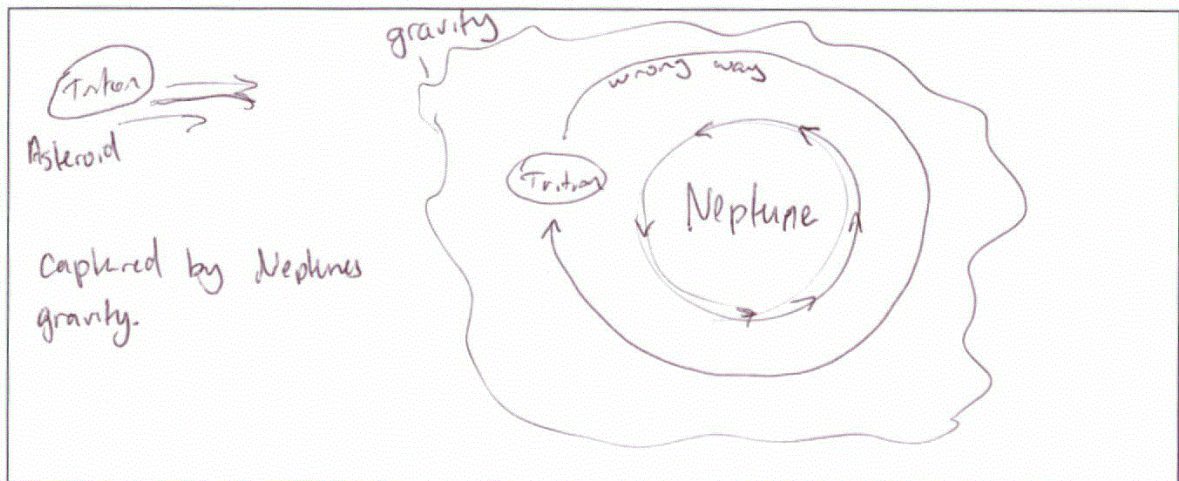 gravity
Triton
wrong way
Asteroid
Triton
Neptune
Captured by Neptunes
gravity.